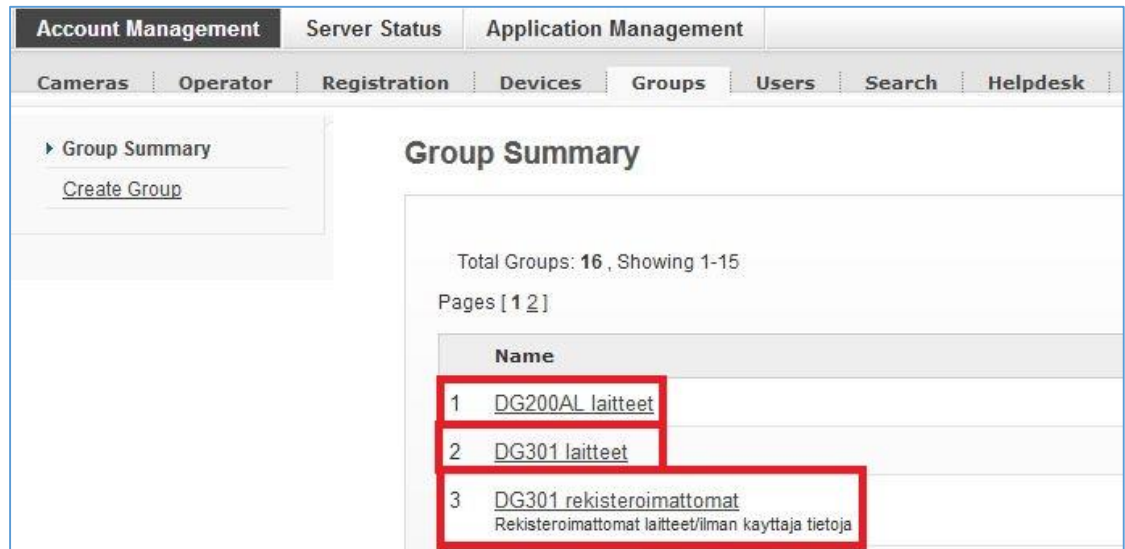 Account Management Server Status Application Management
Cameras Operator Registration Devices Groups Users Search Helpdesk
Group Summary
Create Group
Group Summary
Total Groups: 16 , Showing 1-15
Pages [ 1 2 ]
Name
1 DG200AL laitteet
2 DG301 laitteet
3 DG301 rekisteroimattomat
Rekisteroimattomat laitteet/ilman kayttaja tietoja